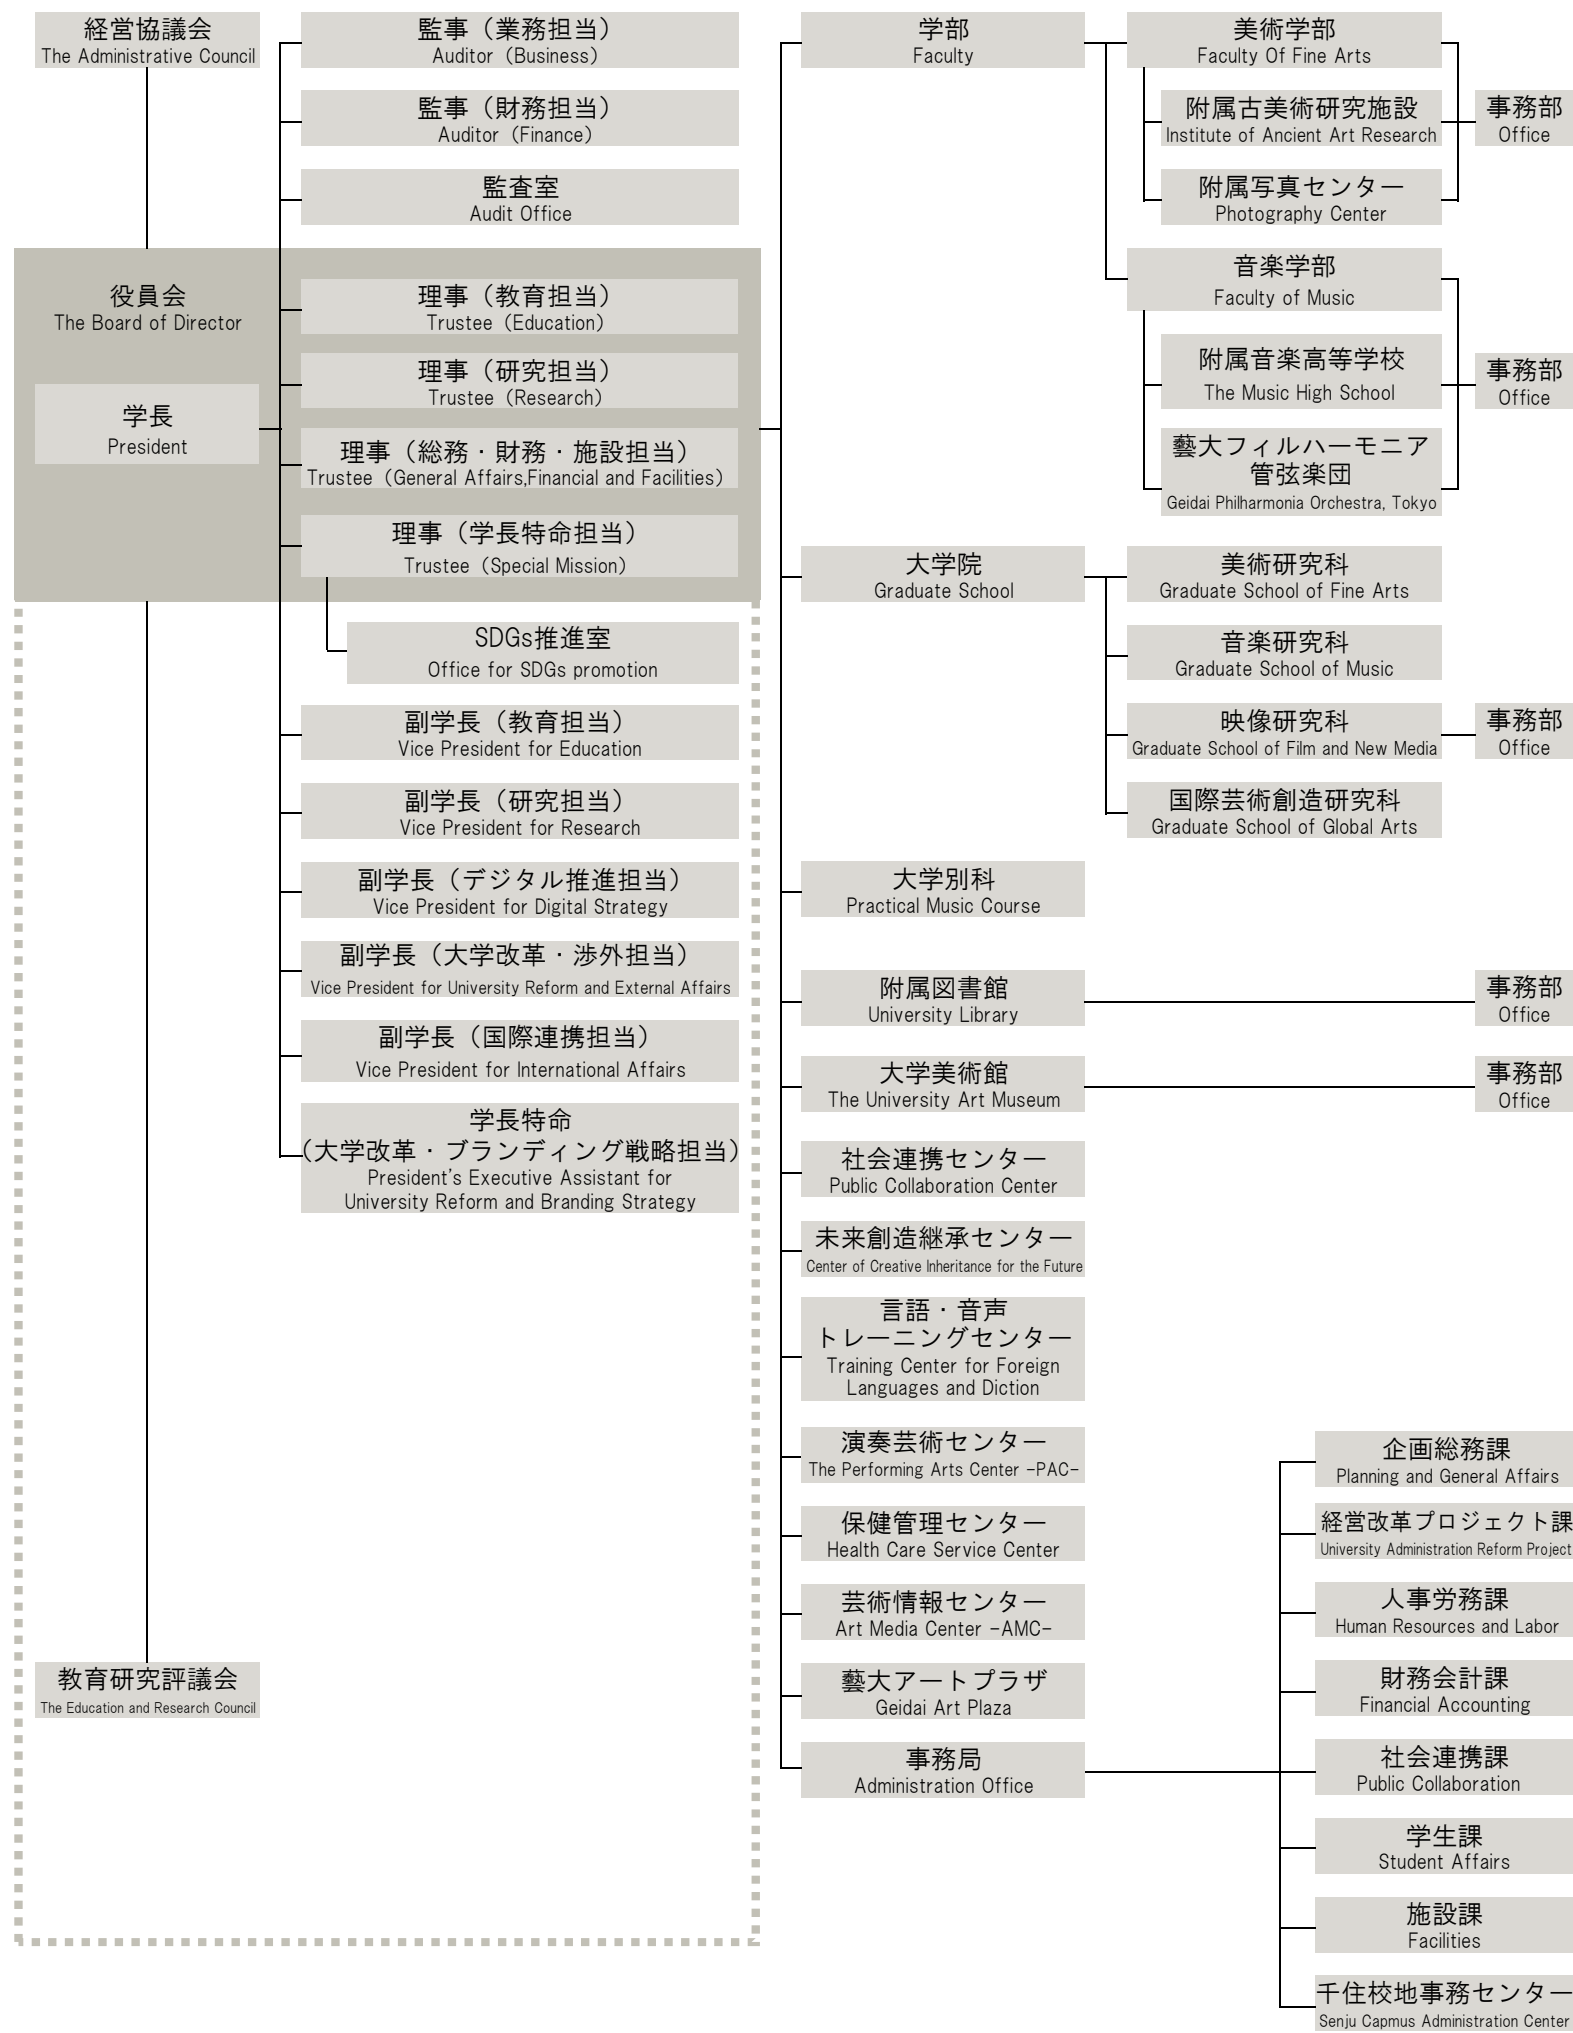 経営協議会
The Administrative Council
監事（業務担当）
Auditor（Business）
監事（財務担当）
Auditor（Finance）
監査室
Audit Office
役員会
The Board of Director
学長
President
理事（教育担当）
Trustee（Education）
理事（研究担当）
Trustee（Research）
理事（総務・財務・施設担当）
Trustee（General Affairs,Financial and Facilities）
理事（学長特命担当）
Trustee（Special Mission）
SDGs推進室
Office for SDGs promotion
副学長（教育担当）
Vice President for Education
副学長（研究担当）
Vice President for Research
副学長（デジタル推進担当）
Vice President for Digital Strategy
副学長（大学改革・渉外担当）
Vice President for University Reform and External Affairs
副学長（国際連携担当）
Vice President for International Affairs
学長特命
（大学改革・ブランディング戦略担当）
President’s Executive Assistant for
University Reform and Branding Strategy
教育研究評議会
The Education and Research Council
学部
Faculty
美術学部
Faculty Of Fine Arts
附属古美術研究施設
Institute of Ancient Art Research
附属写真センター
Photography Center
事務部
Office
音楽学部
Faculty of Music
附属音楽高等学校
The Music High School
藝大フィルハーモニア
管弦楽団
Geidai Philharmonia Orchestra, Tokyo
事務部
Office
大学院
Graduate School
美術研究科
Graduate School of Fine Arts
音楽研究科
Graduate School of Music
映像研究科
Graduate School of Film and New Media
事務部
Office
国際芸術創造研究科
Graduate School of Global Arts
大学別科
Practical Music Course
附属図書館
University Library
事務部
Office
大学美術館
The University Art Museum
事務部
Office
社会連携センター
Public Collaboration Center
未来創造継承センター
Center of Creative Inheritance for the Future
言語・音声
トレーニングセンター
Training Center for Foreign
Languages and Diction
演奏芸術センター
The Performing Arts Center -PAC-
保健管理センター
Health Care Service Center
芸術情報センター
Art Media Center -AMC-
藝大アートプラザ
Geidai Art Plaza
事務局
Administration Office
企画総務課
Planning and General Affairs
経営改革プロジェクト課
University Administration Reform Project
人事労務課
Human Resources and Labor
財務会計課
Financial Accounting
社会連携課
Public Collaboration
学生課
Student Affairs
施設課
Facilities
千住校地事務センター
Senju Capmus Administration Center